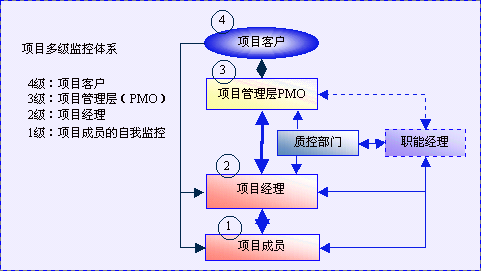 项目多级监控体系
4级：项目客户
3级：项目管理层（PMO）
2级：项目经理
1级：项目成员的自我监控
4
项目客户
3
项目管理层PMO
质控部门
职能经理
2
项目经理
1
项目成员